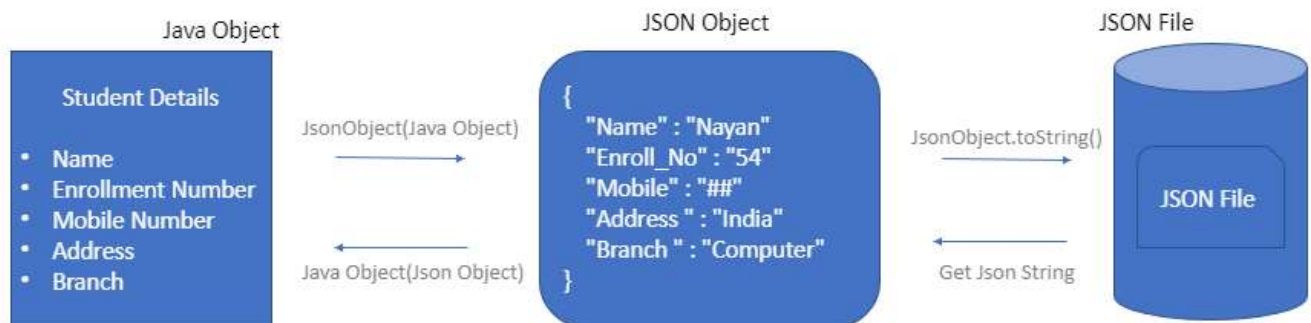 Java Object
JSON Object
JSON File
Student Details
• Name
• Enrollment Number
• Mobile Number
• Address
• Branch
JsonObject(Java Object)
Java Object(Json Object)
{
"Name" : "Nayan"
"Enroll_No" : "54"
"Mobile" : "##"
"Address " : "India"
"Branch " : "Computer"
}
JsonObject.toString()
Get Json String
JSON File